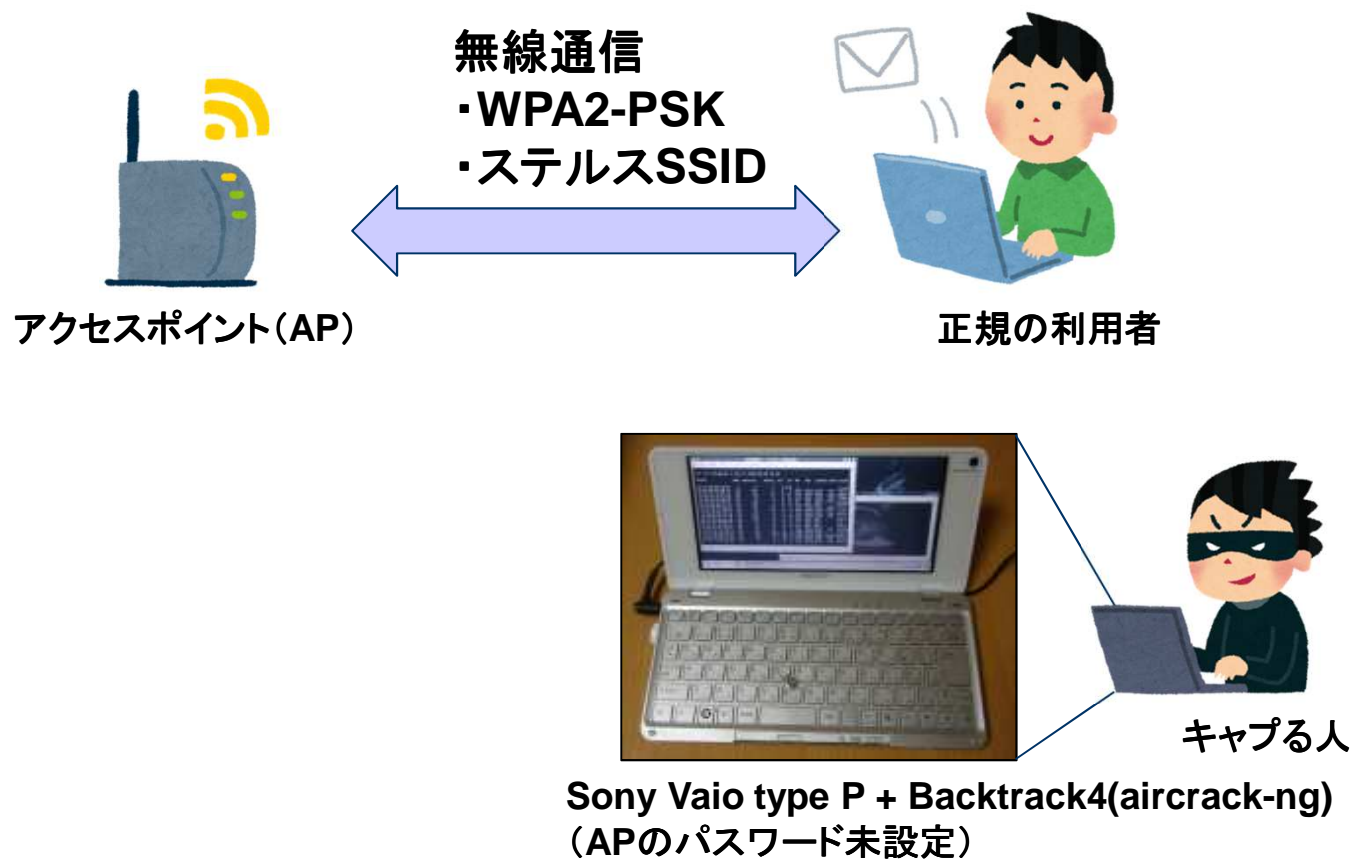 無線通信
・WPA2-PSK
・ステルスSSID
アクセスポイント（AP）
正規の利用者
キャプる人
Sony Vaio type P + Backtrack4(aircrack-ng)
（APのパスワード未設定）